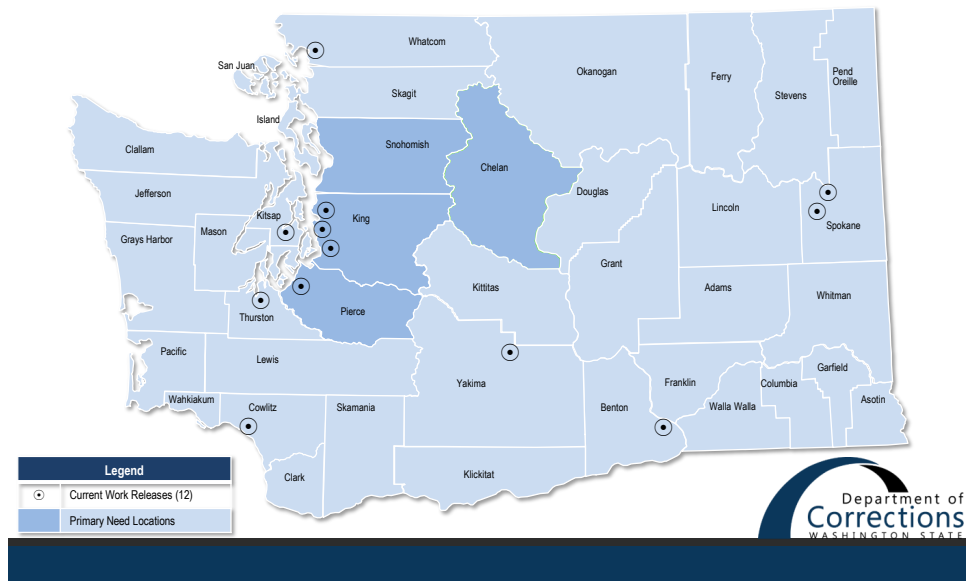 Whatcom
San Juan
Okanogan
Ferry
Pend
Oreille
Stevens
Skagit
Island
Snohomish
Clallam
Chelan
Douglas
Jefferson
Kitsap
King
Lincoln
Spokane
Mason
Grays Harbor
Grant
Kittitas
Adams
Whitman
Thurston
Pierce
Pacific
Lewis
Yakima
Franklin
Garfield
Columbia
Wahkiakum
Cowlitz
Skamania
Benton
Walla Walla
Asotin
Clark
Klickitat
Legend
Current Work Releases (12)
Primary Need Locations
Department of
Corrections
WASHINGTON STATE